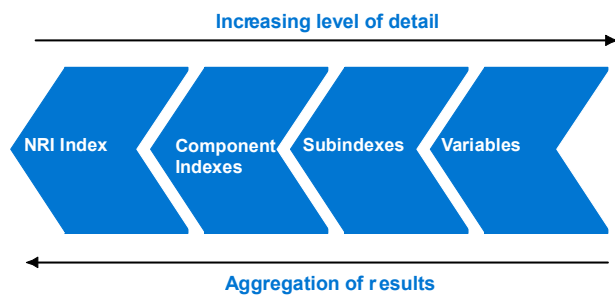 Increasing level of detail
NRI Index
Component
Indexes
Subindexes
Variables
Aggregation of results